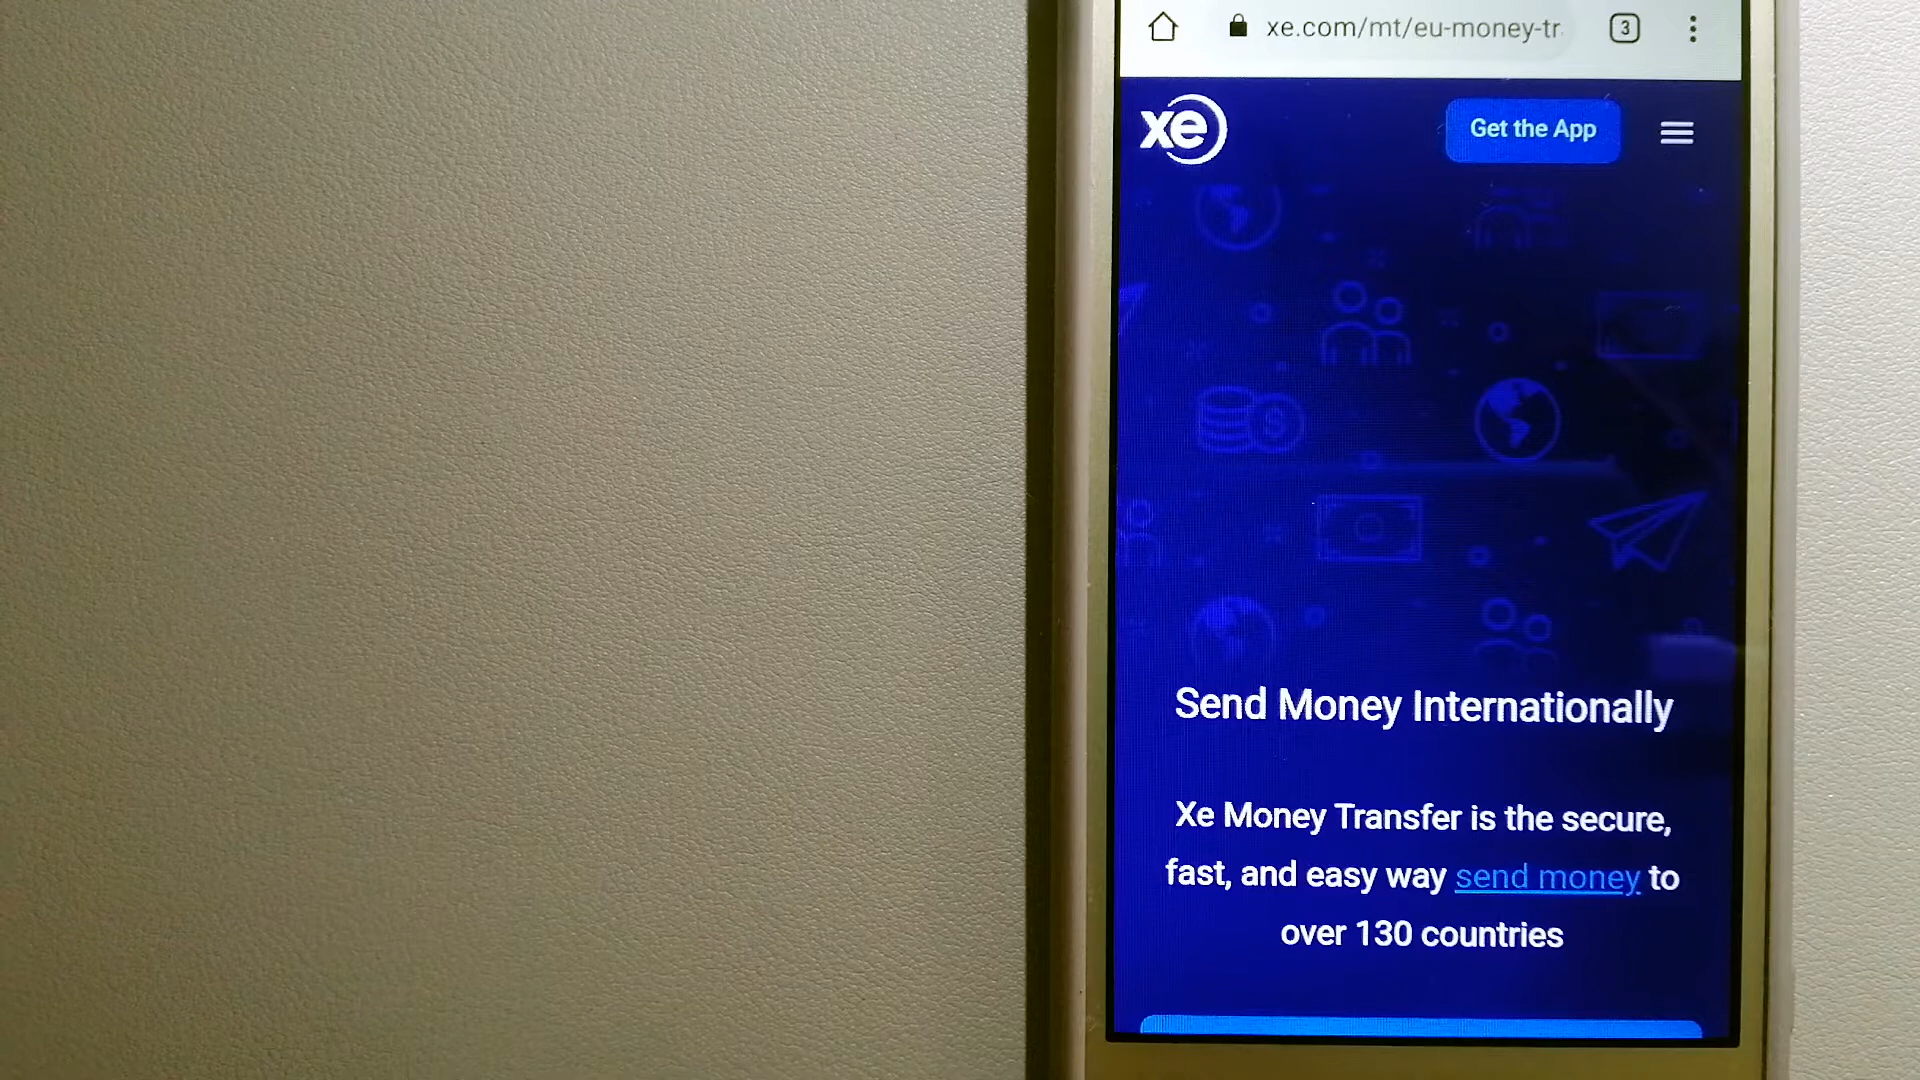 xe.com/mt/eu-money-tr
3
xe
Get the App
Send Money Internationally
Xe Money Transfer is the secure,
fast, and easy way send money to
over 130 countries